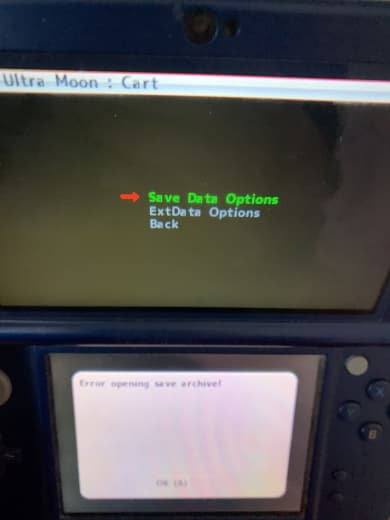 Ultra Moon : Cart
Save Data Options
ExtData Options
Back
Error opening save archive!
OK (A)
Y
B